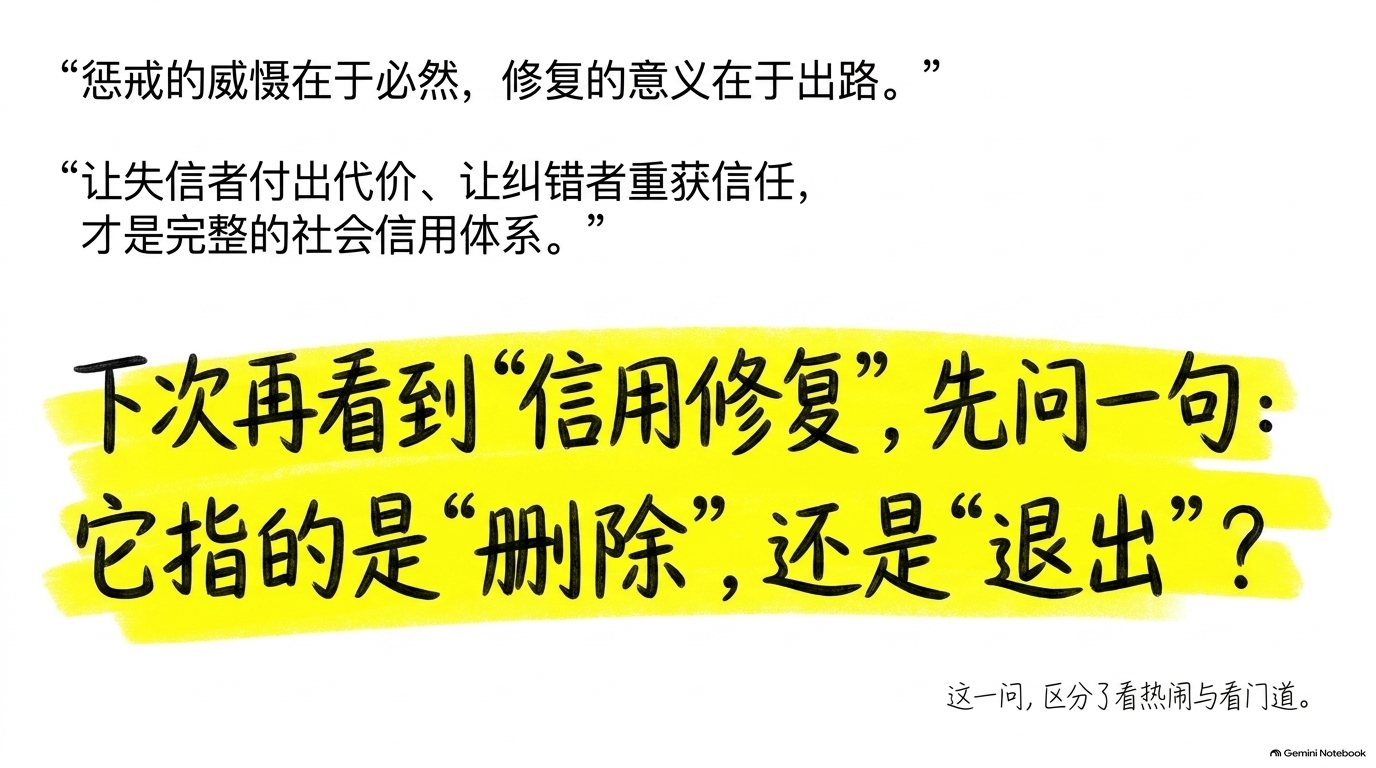 “惩戒的威慑在于必然，修复的意义在于出路。”
“让失信者付出代价、让纠错者重获信任，
才是完整的社会信用体系。”
下次再看到“信用修复”，先问一句：
它指的是“删除”，还是“退出”？
这一问，区分了看热闹与看门道。
Gemini Notebook